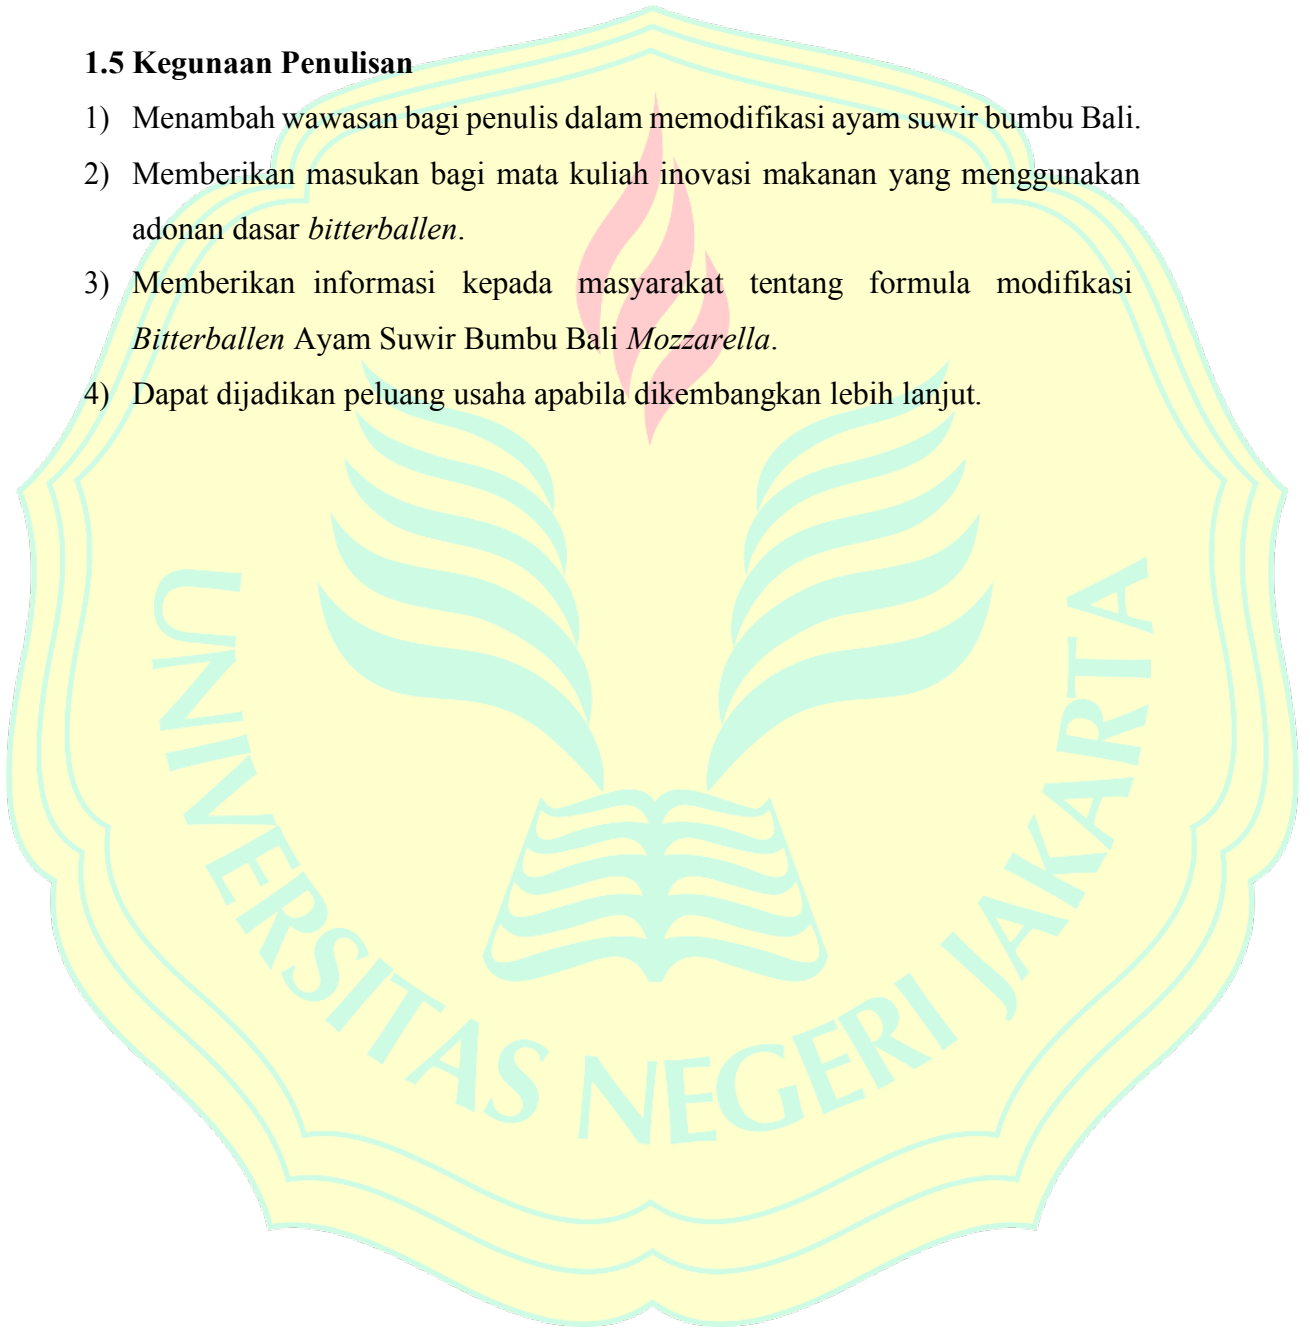 1.5 Kegunaan Penulisan
1) Menambah wawasan bagi penulis dalam memodifikasi ayam suwir bumbu Bali.
2) Memberikan masukan bagi mata kuliah inovasi makanan yang menggunakan
adonan dasar bitterballen.
3) Memberikan informasi kepada masyarakat tentang formula modifikasi
Bitterballen Ayam Suwir Bumbu Bali Mozzarella.
4) Dapat dijadikan peluang usaha apabila dikembangkan lebih lanjut.
UNIVERSITAS NEGERI JAKARTA